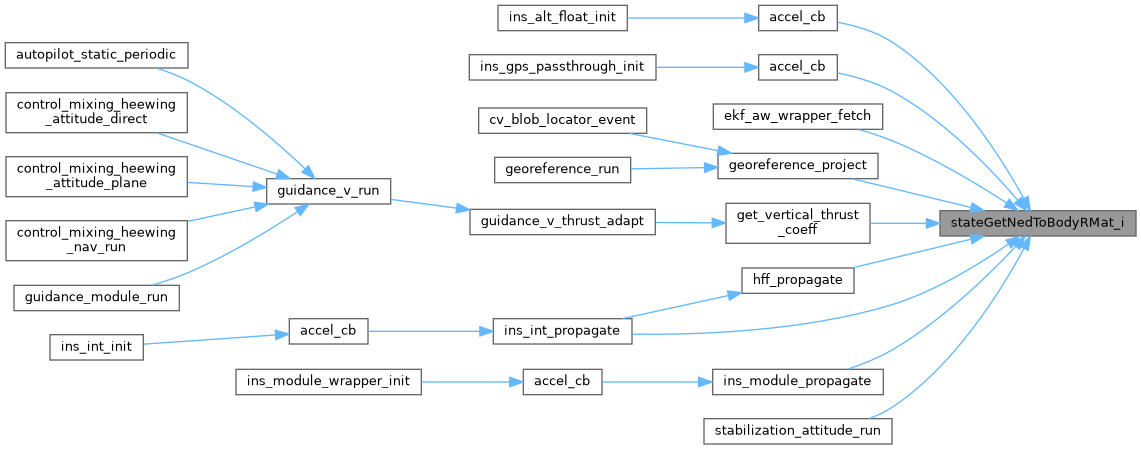 ins_alt_float_init
accel_cb
autopilot_static_periodic
ins_gps_passthrough_init
accel_cb
control_mixing_heewing
_attitude_direct
cv_blob_locator_event
ekf_aw_wrapper_fetch
control_mixing_heewing
_attitude_plane
georeference_run
georeference_project
guidance_v_run
guidance_v_thrust_adapt
get_vertical_thrust
_coeff
stateGetNedToBodyRMat_i
control_mixing_heewing
_nav_run
guidance_module_run
hff_propagate
ins_int_init
accel_cb
ins_int_propagate
ins_module_wrapper_init
accel_cb
ins_module_propagate
stabilization_attitude_run